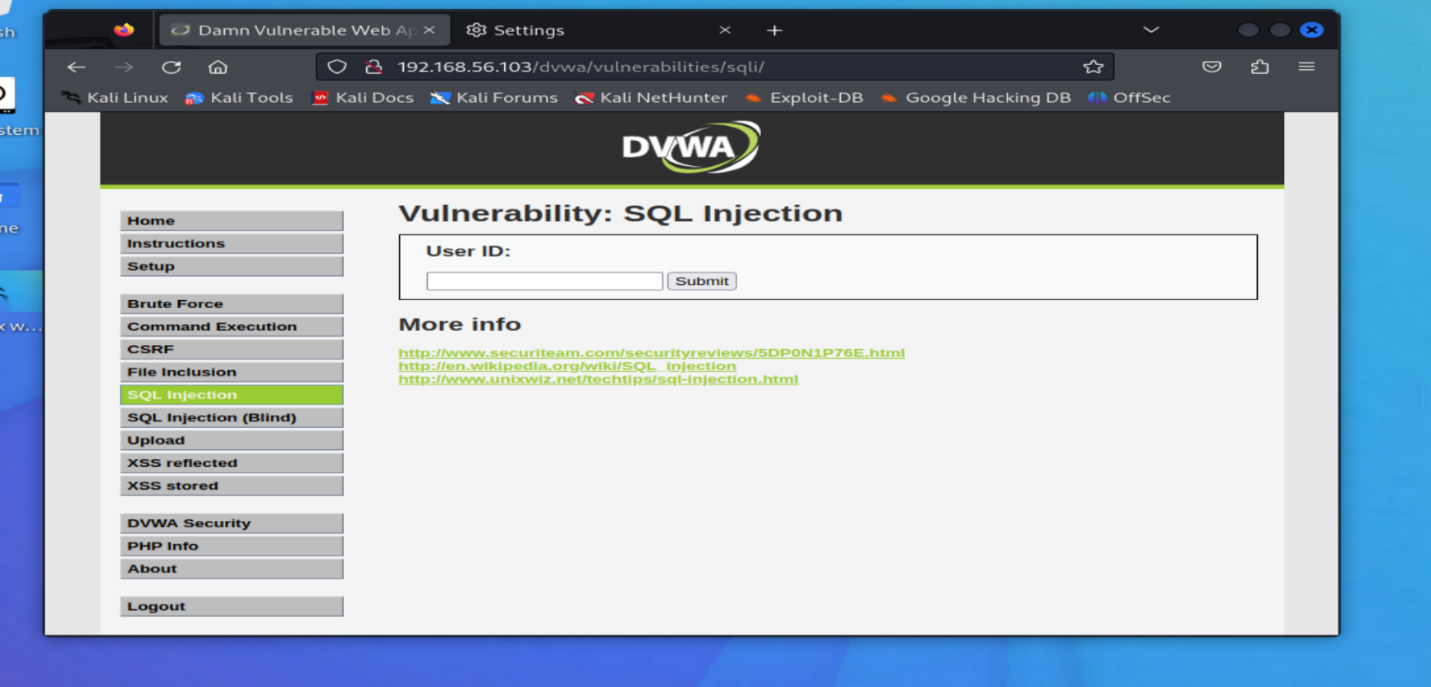 sh
Damn Vulnerable Web Ap
Settings
192.168.56.103/dvwa/vulnerabilities/sqli/
Kali Linux Kali Tools Kali Docs Kali Forums Kali NetHunter Exploit-DB Google Hacking DB OffSec
stem
DVWA
ne
x w...
Home
Instructions
Setup
Brute Force
Command Execution
CSRF
File Inclusion
SQL Injection
SQL Injection (Blind)
Upload
XSS reflected
XSS stored
DVWA Security
PHP Info
About
Logout
Vulnerability: SQL Injection
User ID:
Submit
More info
http://www.securiteam.com/securityreviews/5DP0N1P76E.html
http://en.wikipedia.org/wiki/SQL_injection
http://www.unixwiz.net/techtips/sql-injection.html